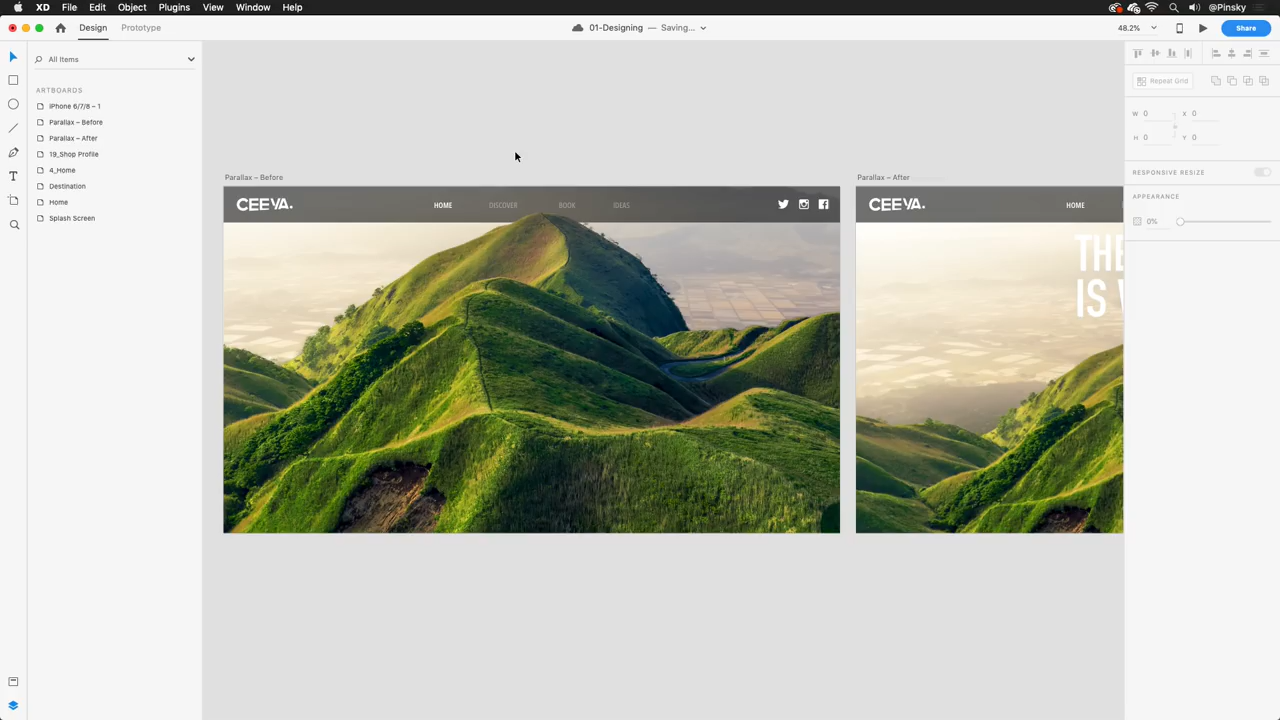 XD File Edit Object Plugins View Window Help @Pinsky
Design Prototype 01-Designing — Saving... 48.2% Share
All Items
ARTBOARDS
iPhone 6/7/8 – 1
Parallax – Before
Parallax – After
19_Shop Profile
4_Home
Destination
Home
Splash Screen
Parallax – Before
CEEVA. HOME DISCOVER BOOK IDEAS
Parallax – After
CEEVA. HOME
THE
IS
Repeat Grid
W 0 X 0
H 0 Y 0
RESPONSIVE RESIZE
APPEARANCE
0%